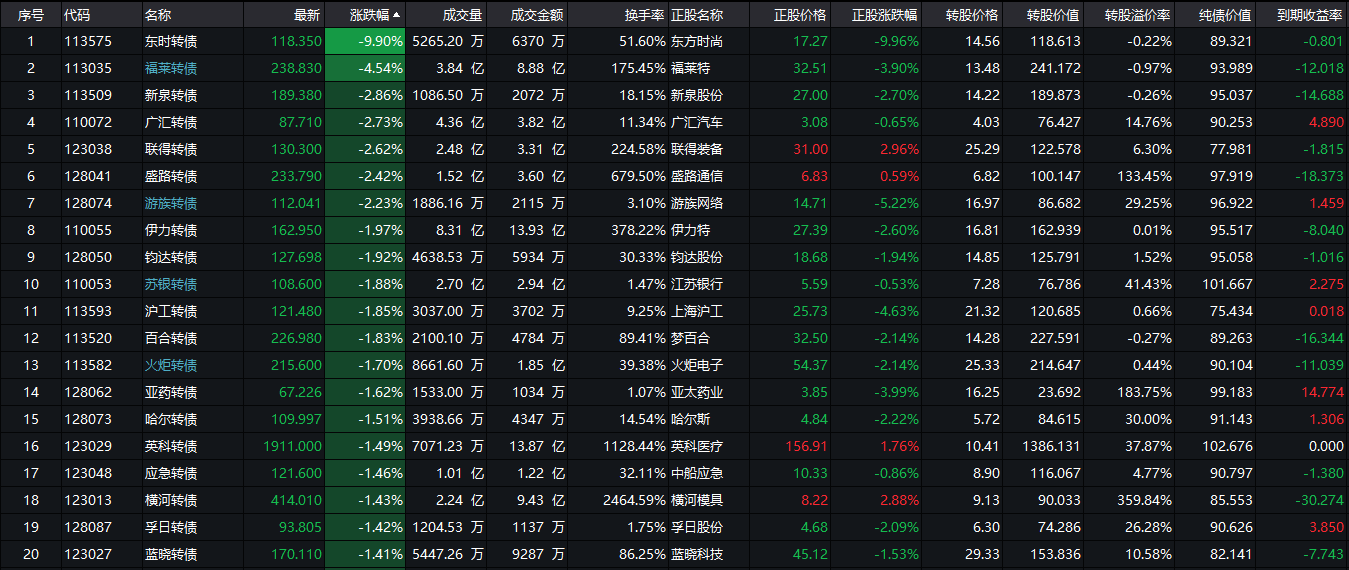 序号 代码 名称 最新 涨跌幅 成交量 成交金额 换手率 正股名称 正股价格 正股涨跌幅 转股价格 转股价值 转股溢价率 纯债价值 到期收益率
1 113575 东时转债 118.350 -9.90% 5265.20 万 6370 万 51.60% 东方时尚 17.27 -9.96% 14.56 118.613 -0.22% 89.321 -0.801
2 113035 福莱转债 238.830 -4.54% 3.84 亿 8.88 亿 175.45% 福莱特 32.51 -3.90% 13.48 241.172 -0.97% 93.989 -12.018
3 113509 新泉转债 189.380 -2.86% 1086.50 万 2072 万 18.15% 新泉股份 27.00 -2.70% 14.22 189.873 -0.26% 95.037 -14.688
4 110072 广汇转债 87.710 -2.73% 4.36 亿 3.82 亿 11.34% 广汇汽车 3.08 -0.65% 4.03 76.427 14.76% 90.253 4.890
5 123038 联得转债 130.300 -2.62% 2.48 亿 3.31 亿 224.58% 联得装备 31.00 2.96% 25.29 122.578 6.30% 77.981 -1.815
6 128041 盛路转债 233.790 -2.42% 1.52 亿 3.60 亿 679.50% 盛路通信 6.83 0.59% 6.82 100.147 133.45% 97.919 -18.373
7 128074 游族转债 112.041 -2.23% 1886.16 万 2115 万 3.10% 游族网络 14.71 -5.22% 16.97 86.682 29.25% 96.922 1.459
8 110055 伊力转债 162.950 -1.97% 8.31 亿 13.93 亿 378.22% 伊力特 27.39 -2.60% 16.81 162.939 0.01% 95.517 -8.040
9 128050 钧达转债 127.698 -1.92% 4638.53 万 5934 万 30.33% 钧达股份 18.68 -1.94% 14.85 125.791 1.52% 95.058 -1.016
10 110053 苏银转债 108.600 -1.88% 2.70 亿 2.94 亿 1.47% 江苏银行 5.59 -0.53% 7.28 76.786 41.43% 101.667 2.275
11 113593 沪工转债 121.480 -1.85% 3037.00 万 3702 万 9.25% 上海沪工 25.73 -4.63% 21.32 120.685 0.66% 75.434 0.018
12 113520 百合转债 226.980 -1.83% 2100.10 万 4784 万 89.41% 梦百合 32.50 -2.14% 14.28 227.591 -0.27% 89.263 -16.344
13 113582 火炬转债 215.600 -1.70% 8661.60 万 1.85 亿 39.38% 火炬电子 54.37 -2.14% 25.33 214.647 0.44% 90.104 -11.039
14 128062 亚药转债 67.226 -1.62% 1533.00 万 1034 万 1.07% 亚太药业 3.85 -3.99% 16.25 23.692 183.75% 99.183 14.774
15 128073 哈尔转债 109.997 -1.51% 3938.66 万 4347 万 14.54% 哈尔斯 4.84 -2.22% 5.72 84.615 30.00% 91.143 1.306
16 123029 英科转债 1911.000 -1.49% 7071.23 万 13.87 亿 1128.44% 英科医疗 156.91 1.76% 10.41 1386.131 37.87% 102.676 0.000
17 123048 应急转债 121.600 -1.46% 1.01 亿 1.22 亿 32.11% 中船应急 10.33 -0.86% 8.90 116.067 4.77% 90.797 -1.380
18 123013 横河转债 414.010 -1.43% 2.24 亿 9.43 亿 2464.59% 横河模具 8.22 2.88% 9.13 90.033 359.84% 85.553 -30.274
19 128087 孚日转债 93.805 -1.42% 1204.53 万 1137 万 1.75% 孚日股份 4.68 -2.09% 6.30 74.286 26.28% 90.626 3.850
20 123027 蓝晓转债 170.110 -1.41% 5447.26 万 9287 万 86.25% 蓝晓科技 45.12 -1.53% 29.33 153.836 10.58% 82.141 -7.743